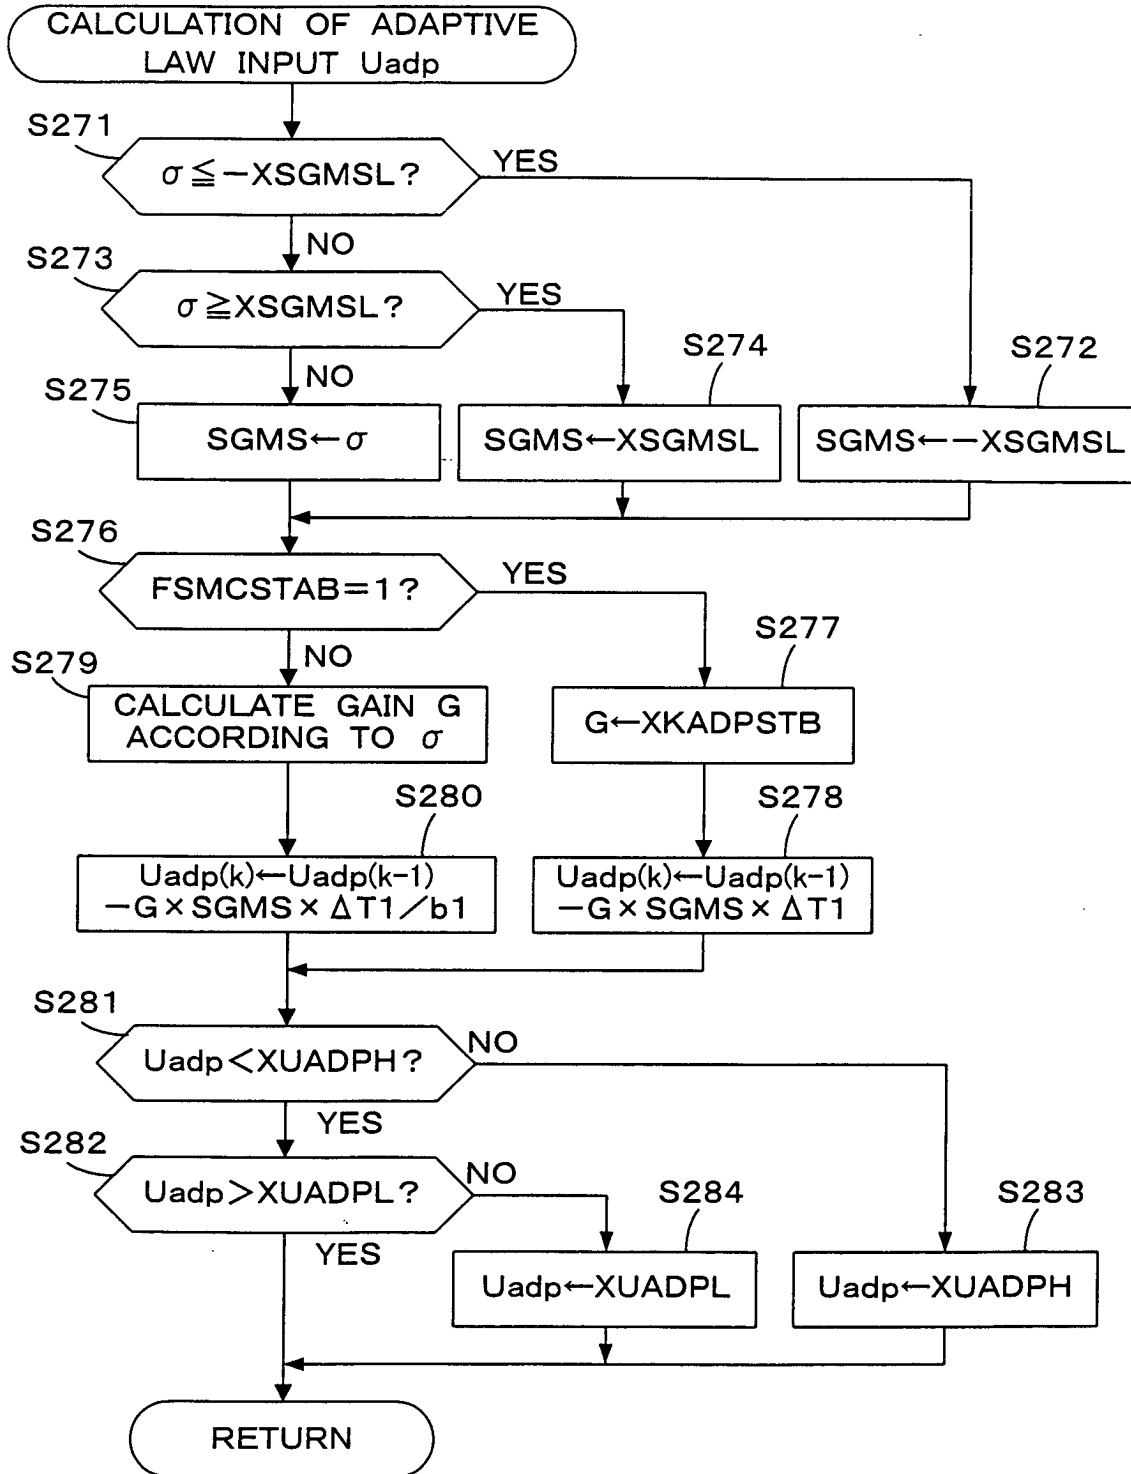 CALCULATION OF ADAPTIVE
LAW INPUT Uadp
S271
σ≦−XSGMSL?
YES
NO
S273
σ≧XSGMSL?
YES
NO
S275
SGMS←σ
S274
SGMS←XSGMSL
S272
SGMS←−XSGMSL
S276
FSMCSTAB=1?
YES
NO
S279
CALCULATE GAIN G
ACCORDING TO σ
S277
G←XKADPSTB
S280
Uadp(k)←Uadp(k-1)
−G×SGMS×ΔT1/b1
S278
Uadp(k)←Uadp(k-1)
−G×SGMS×ΔT1
S281
Uadp<XUADPH?
NO
YES
S282
Uadp>XUADPL?
NO
YES
S284
Uadp←XUADPL
S283
Uadp←XUADPH
RETURN